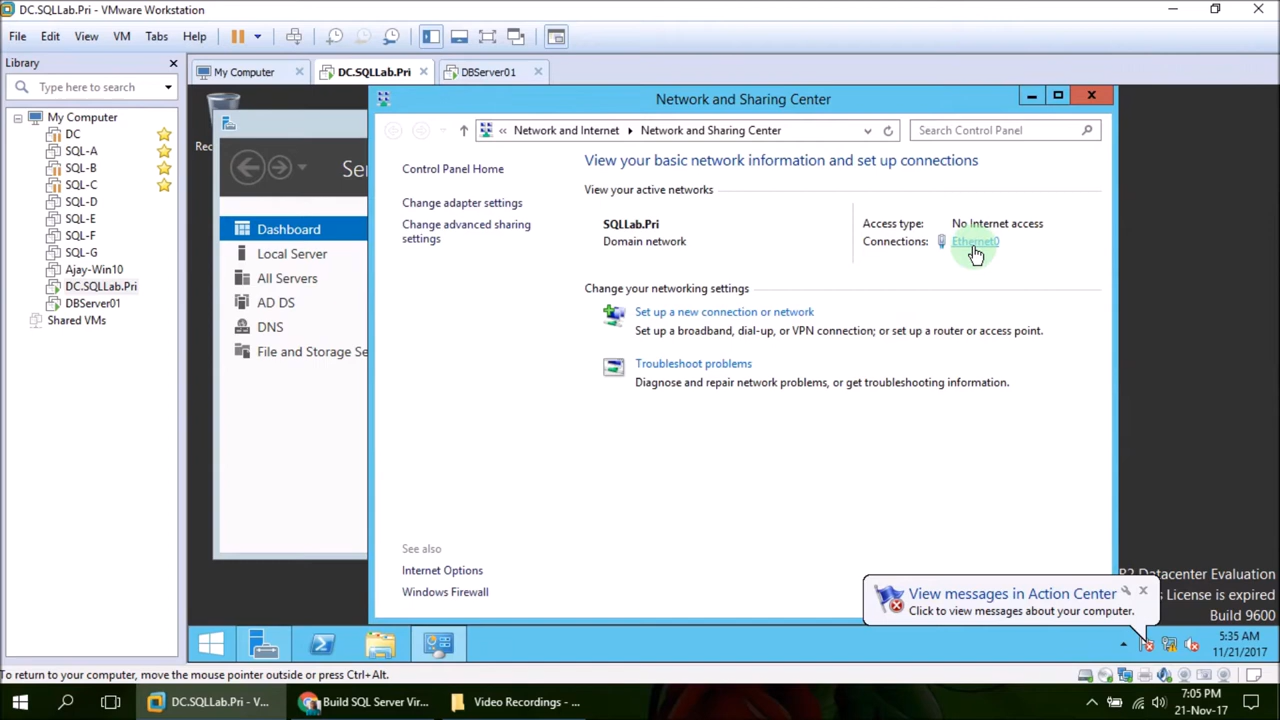 DC.SQLLab.Pri - VMware Workstation
File Edit View VM Tabs Help
Library
Type here to search
My Computer
DC
SQL-A
SQL-B
SQL-C
SQL-D
SQL-E
SQL-F
SQL-G
Ajay-Win10
DC.SQLLab.Pri
DBServer01
Shared VMs
My Computer DC.SQLLab.Pri DBServer01
Rec
Ser
Dashboard
Local Server
All Servers
AD DS
DNS
File and Storage Se
Network and Sharing Center
« Network and Internet Network and Sharing Center
Search Control Panel
Control Panel Home
Change adapter settings
Change advanced sharing
settings
View your basic network information and set up connections
View your active networks
SQLLab.Pri
Domain network
Access type: No Internet access
Connections: Ethernet0
Change your networking settings
Set up a new connection or network
Set up a broadband, dial-up, or VPN connection; or set up a router or access point.
Troubleshoot problems
Diagnose and repair network problems, or get troubleshooting information.
See also
Internet Options
Windows Firewall
R2 Datacenter Evaluation
s License is expired
Build 9600
View messages in Action Center
Click to view messages about your computer.
5:35 AM
11/21/2017
To return to your computer, move the mouse pointer outside or press Ctrl+Alt.
DC.SQLLab.Pri - V...
Build SQL Server Vir...
Video Recordings - ...
7:05 PM
21-Nov-17